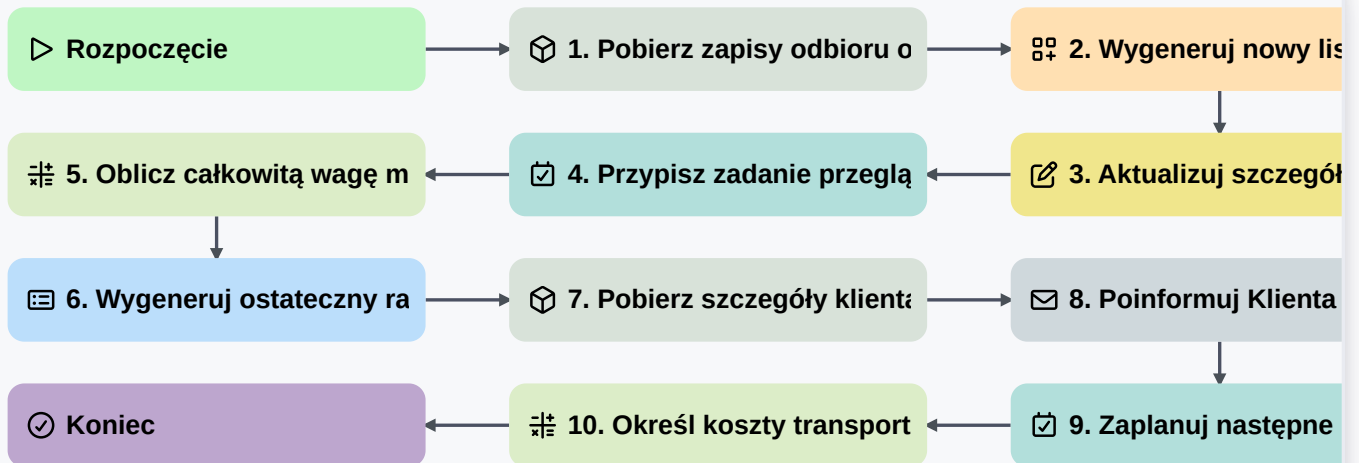 Rozpoczęcie
1. Pobierz zapisy odbioru o
2. Wygeneruj nowy lis
3. Aktualizuj szczegół
4. Przypisz zadanie przeglą
5. Oblicz całkowitą wagę m
6. Wygeneruj ostateczny ra
7. Pobierz szczegóły klienta
8. Poinformuj Klienta
9. Zaplanuj następne
10. Określ koszty transport
Koniec